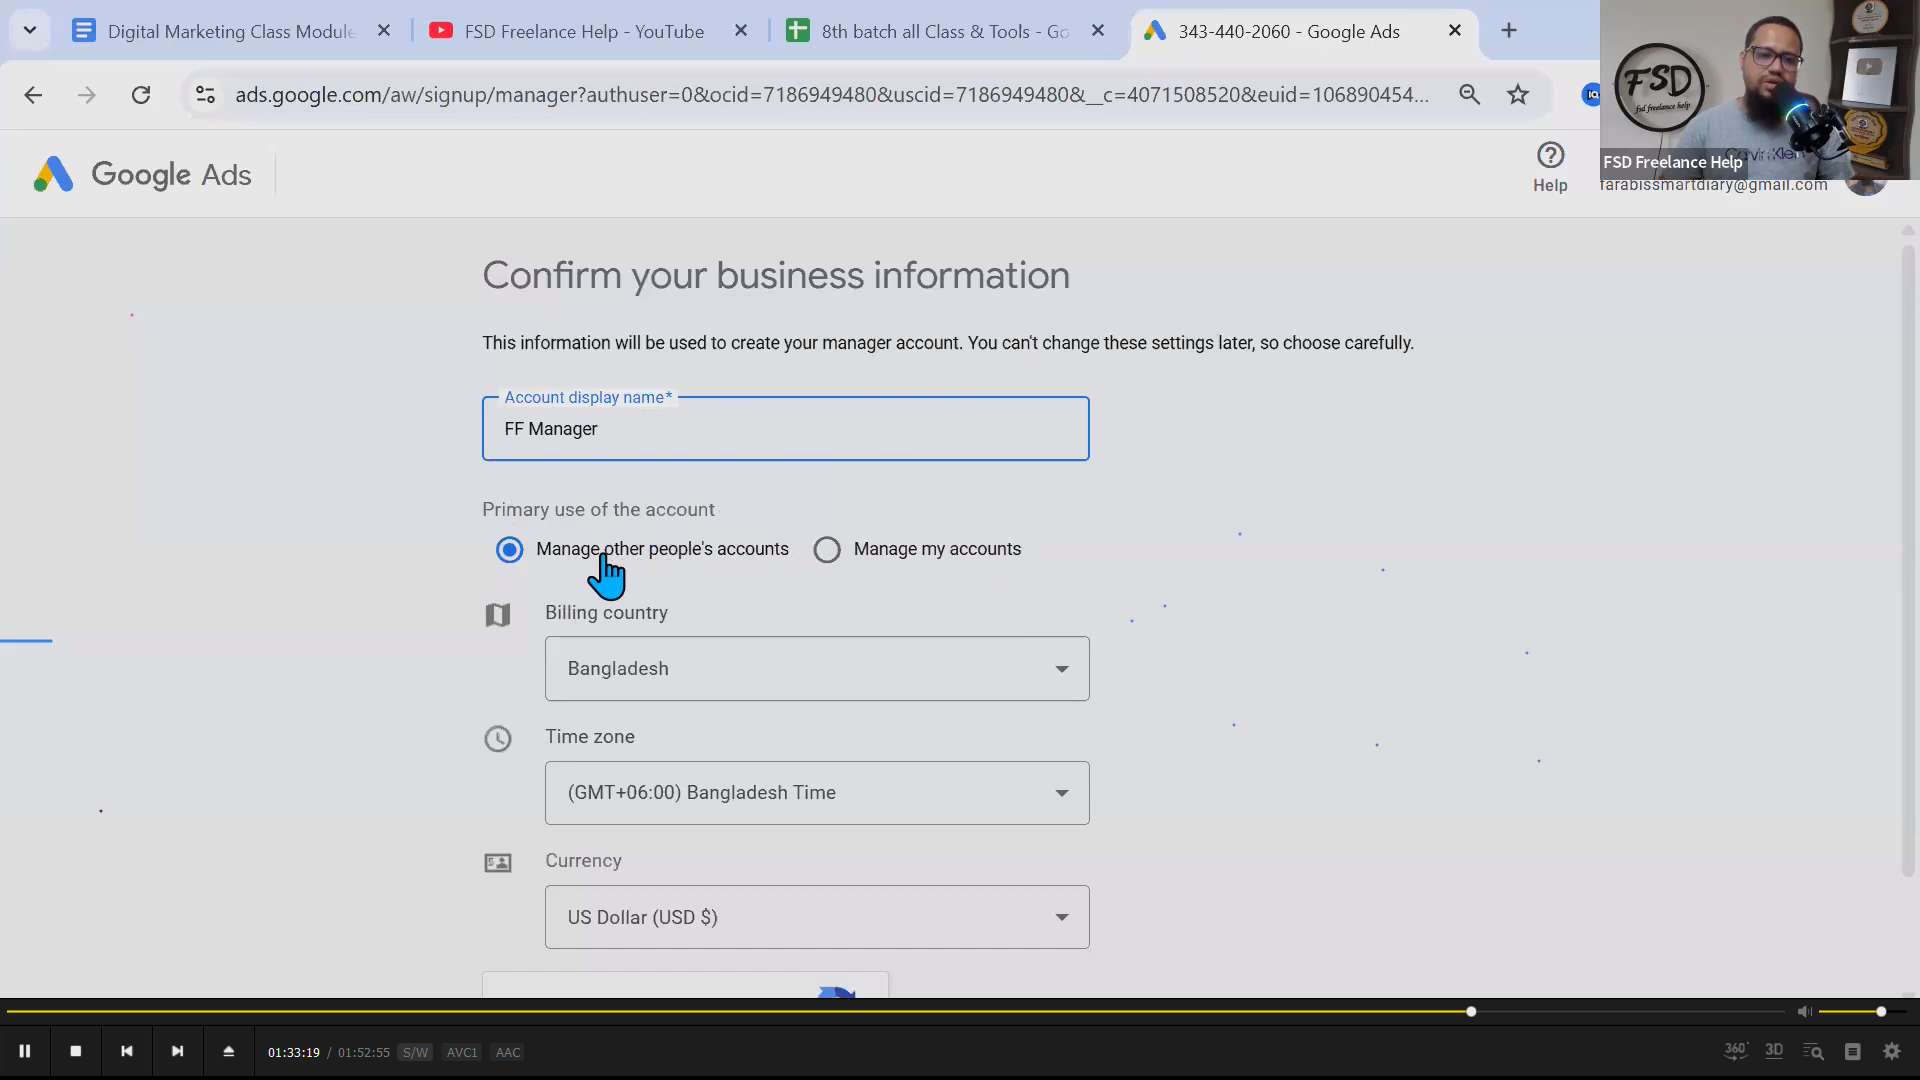 Digital Marketing Class Module
FSD Freelance Help - YouTube
8th batch all Class & Tools - Go
343-440-2060 - Google Ads
ads.google.com/aw/signup/manager?authuser=0&ocid=7186949480&uscid=7186949480&__c=4071508520&euid=106890454...
FSD
fsd freelance help
Calvin Klein
FSD Freelance Help
Google Ads
Help
farabissmartdiary@gmail.com
Confirm your business information
This information will be used to create your manager account. You can't change these settings later, so choose carefully.
Account display name*
FF Manager
Primary use of the account
Manage other people's accounts
Manage my accounts
Billing country
Bangladesh
Time zone
(GMT+06:00) Bangladesh Time
Currency
US Dollar (USD $)
01:33:19 / 01:52:55 S/W AVC1 AAC
360° 3D